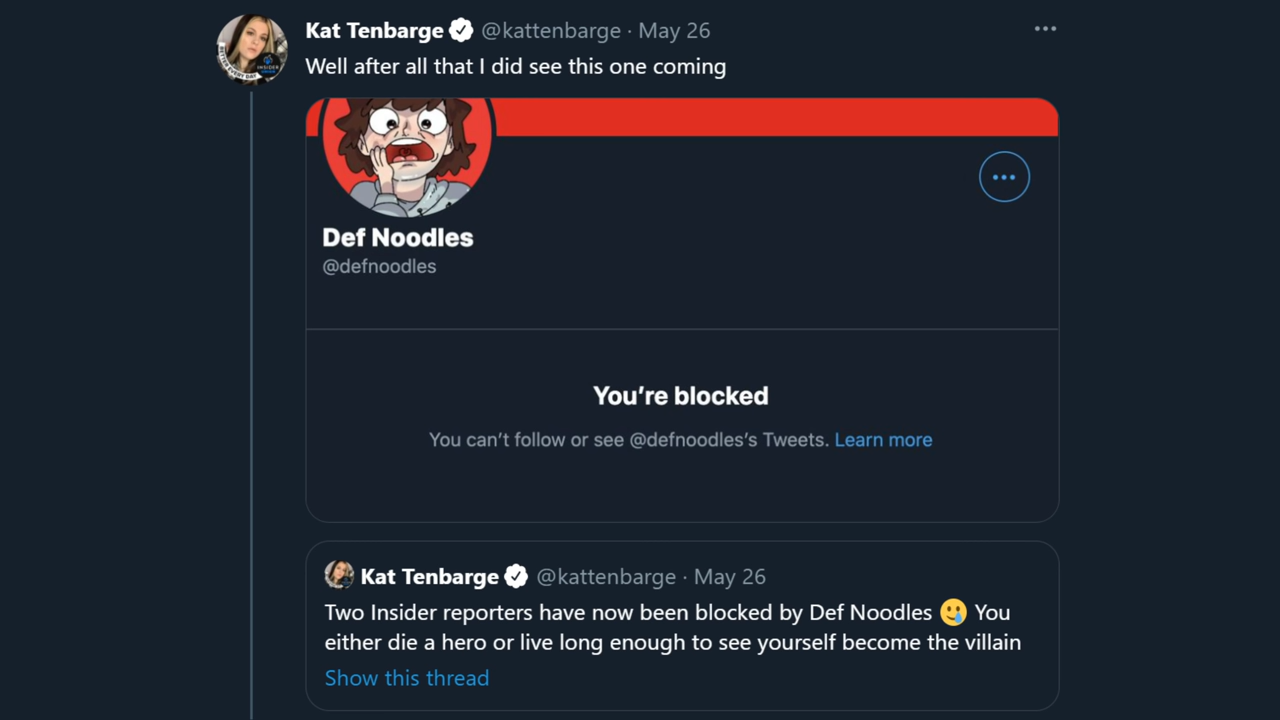 Kat Tenbarge @kattenbarge · May 26
Well after all that I did see this one coming
Def Noodles
@defnoodles
You’re blocked
You can’t follow or see @defnoodles’s Tweets. Learn more
Kat Tenbarge @kattenbarge · May 26
Two Insider reporters have now been blocked by Def Noodles 🥲 You
either die a hero or live long enough to see yourself become the villain
Show this thread